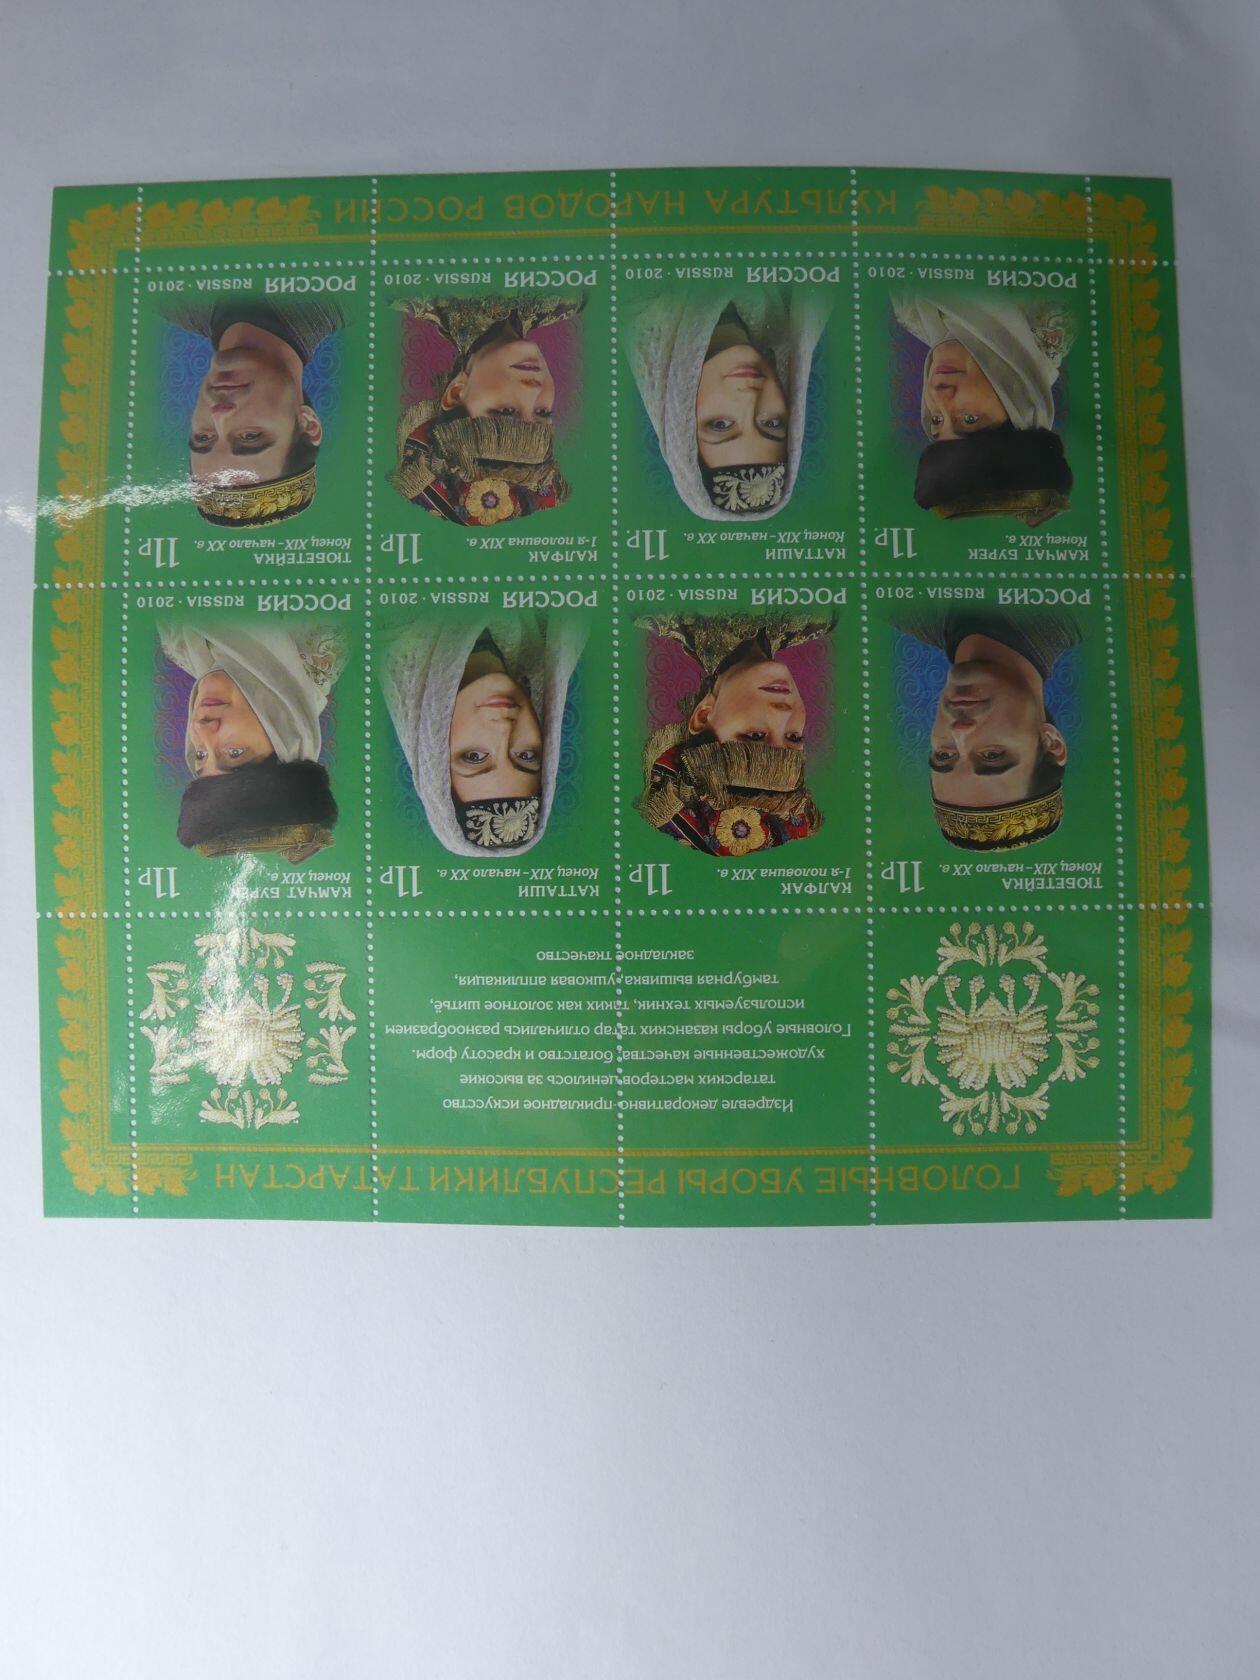 ГОЛОВНЫЕ УБОРЫ РЕСПУБЛИКИ ТАТАРСТАН
Издревле декоративно-прикладное искусство
татарских мастеров ценилось за высокие
художественные качества, богатство и красоту форм.
Головные уборы казанских татар отличались разнообразием
используемых техник, таких как золотное шитьё,
тамбурная вышивка, ушковая аппликация,
закладное ткачество
ТЮБЕТЕЙКА
Конец XIX – начало XX в.
11Р
РОССИЯ RUSSIA · 2010
КАЛФАК
1-я половина XIX в.
11Р
РОССИЯ RUSSIA · 2010
КАТТАШИ
Конец XIX – начало XX в.
11Р
РОССИЯ RUSSIA · 2010
КАМЧАТ БУРЕК
Конец XIX в.
11Р
РОССИЯ RUSSIA · 2010
КАМЧАТ БУРЕК
Конец XIX в.
11Р
РОССИЯ RUSSIA · 2010
КАТТАШИ
Конец XIX – начало XX в.
11Р
РОССИЯ RUSSIA · 2010
КАЛФАК
1-я половина XIX в.
11Р
РОССИЯ RUSSIA · 2010
ТЮБЕТЕЙКА
Конец XIX – начало XX в.
11Р
РОССИЯ RUSSIA · 2010
КУЛЬТУРА НАРОДОВ РОССИИ